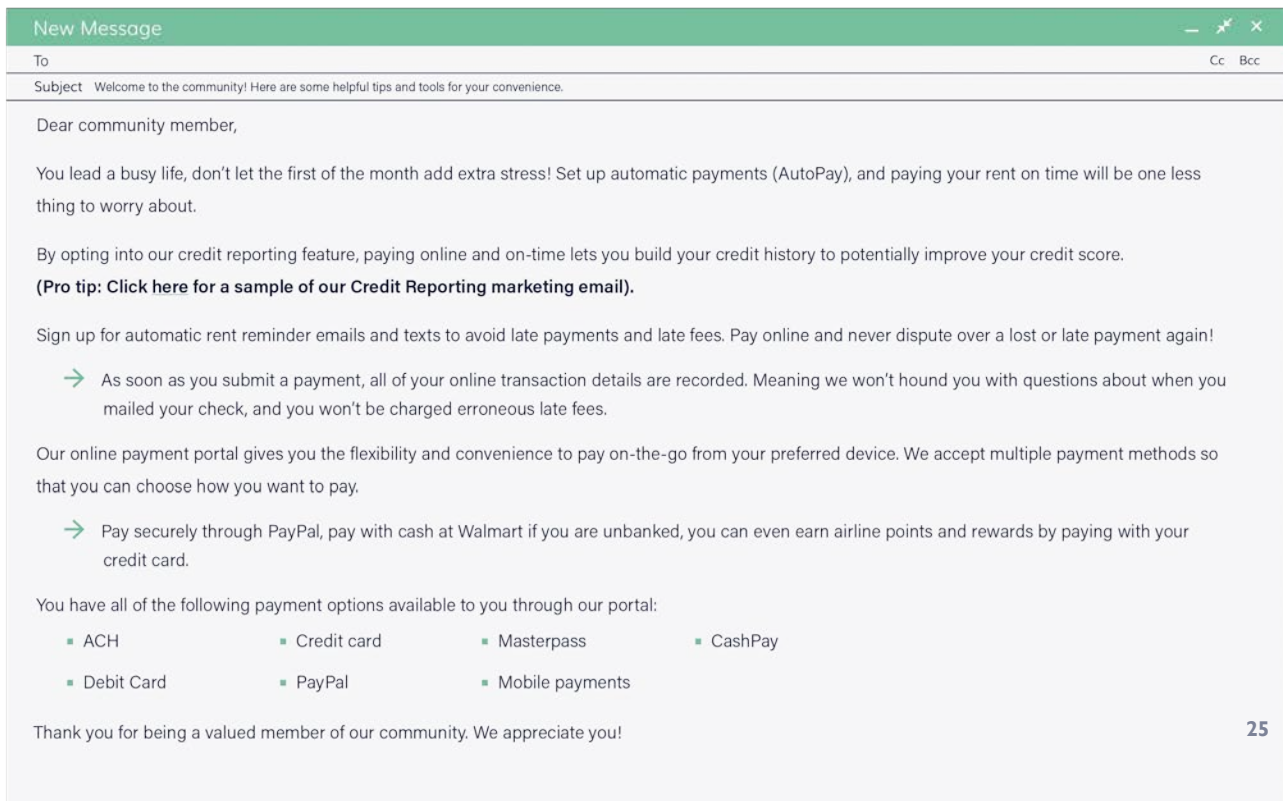 New Message
To Cc Bcc
Subject Welcome to the community! Here are some helpful tips and tools for your convenience.
Dear community member,
You lead a busy life, don't let the first of the month add extra stress! Set up automatic payments (AutoPay), and paying your rent on time will be one less
thing to worry about.
By opting into our credit reporting feature, paying online and on-time lets you build your credit history to potentially improve your credit score.
(Pro tip: Click here for a sample of our Credit Reporting marketing email).
Sign up for automatic rent reminder emails and texts to avoid late payments and late fees. Pay online and never dispute over a lost or late payment again!
As soon as you submit a payment, all of your online transaction details are recorded. Meaning we won't hound you with questions about when you
mailed your check, and you won't be charged erroneous late fees.
Our online payment portal gives you the flexibility and convenience to pay on-the-go from your preferred device. We accept multiple payment methods so
that you can choose how you want to pay.
Pay securely through PayPal, pay with cash at Walmart if you are unbanked, you can even earn airline points and rewards by paying with your
credit card.
You have all of the following payment options available to you through our portal:
ACH Credit card Masterpass CashPay
Debit Card PayPal Mobile payments
Thank you for being a valued member of our community. We appreciate you!
25